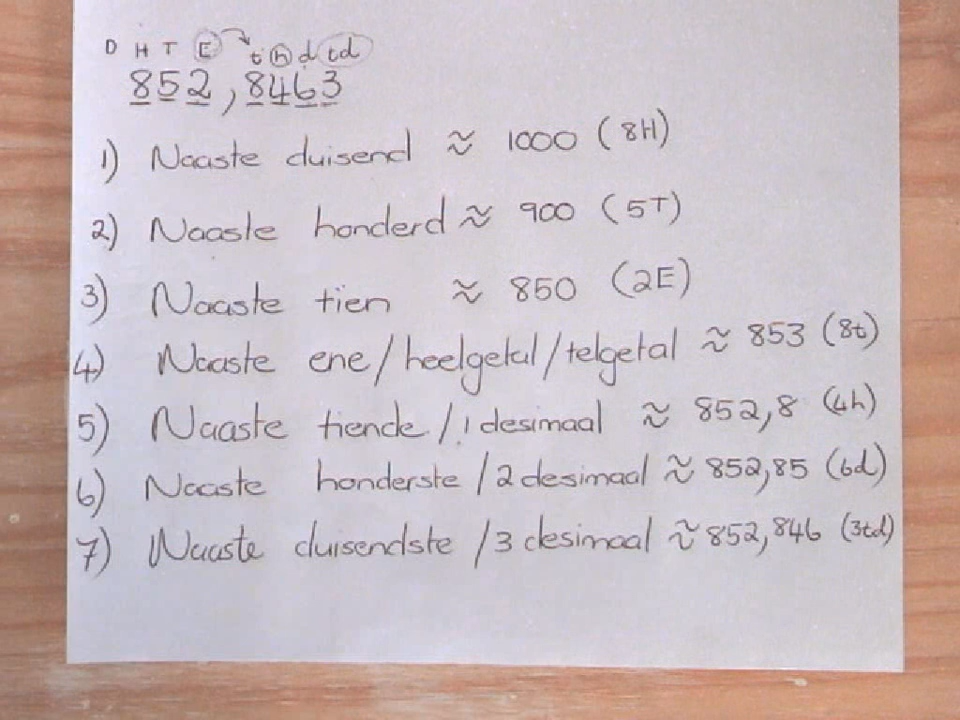 D H T E t h d td
852,8463
1) Naaste duisend ≈ 1000 (8H)
2) Naaste honderd ≈ 900 (5T)
3) Naaste tien ≈ 850 (2E)
4) Naaste ene/heelgetal/telgetal ≈ 853 (8t)
5) Naaste tiende/1 desimaal ≈ 852,8 (4h)
6) Naaste honderste/2 desimaal ≈ 852,85 (6d)
7) Naaste duisendste/3 desimaal ≈ 852,846 (3td)